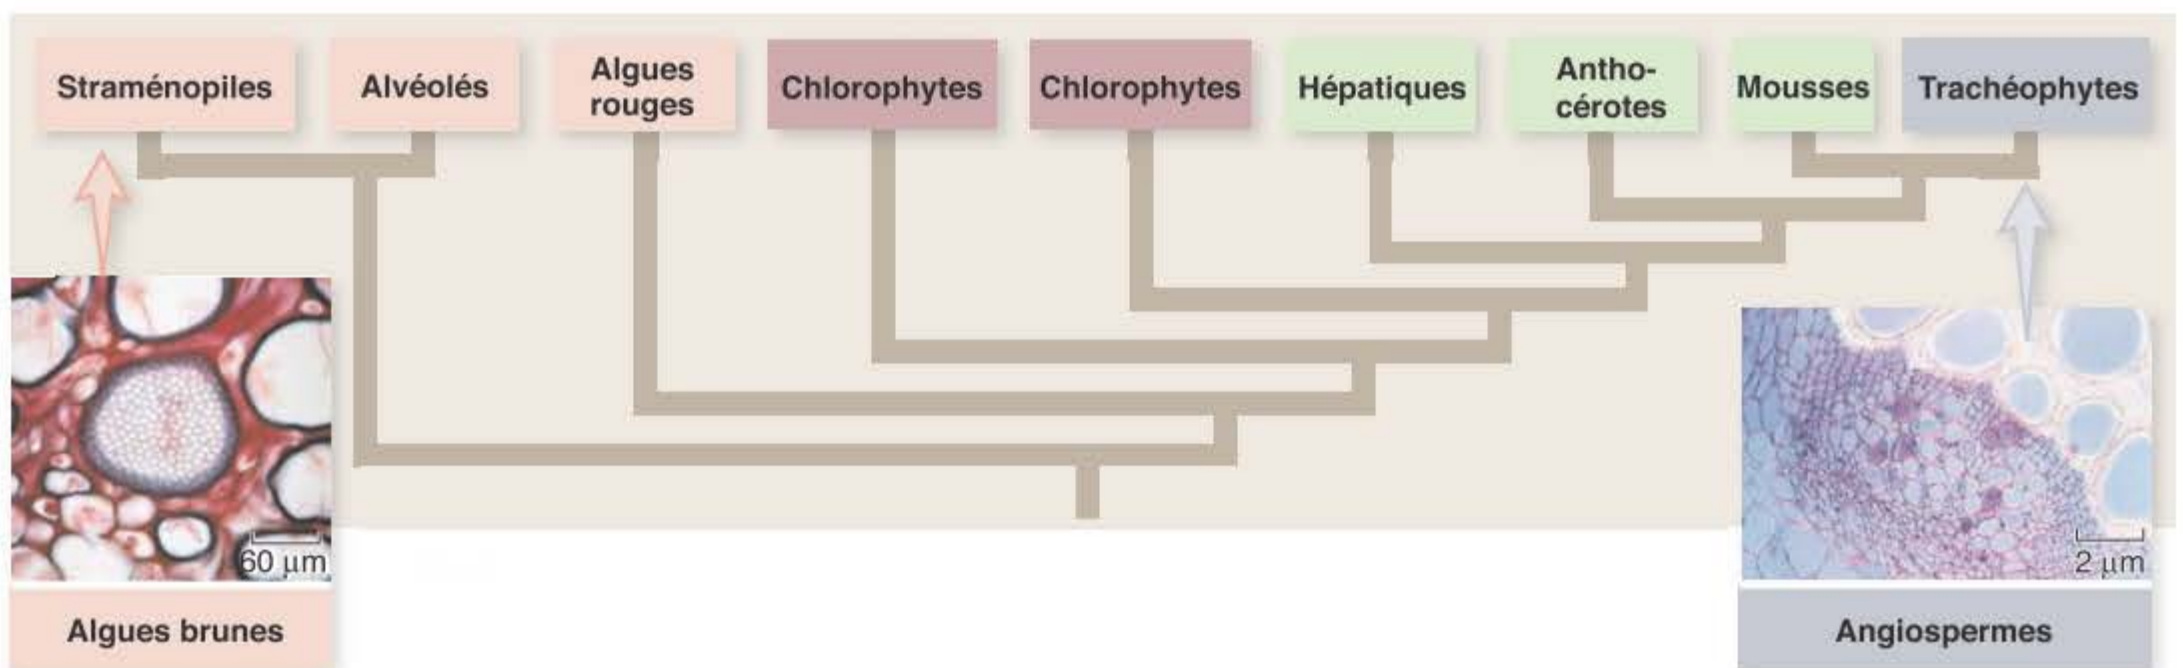 Straménopiles
Alvéolés
Algues
rouges
Chlorophytes
Chlorophytes
Hépatiques
Antho-
cérotes
Mousses
Trachéophytes
60 μm
2 μm
Algues brunes
Angiospermes